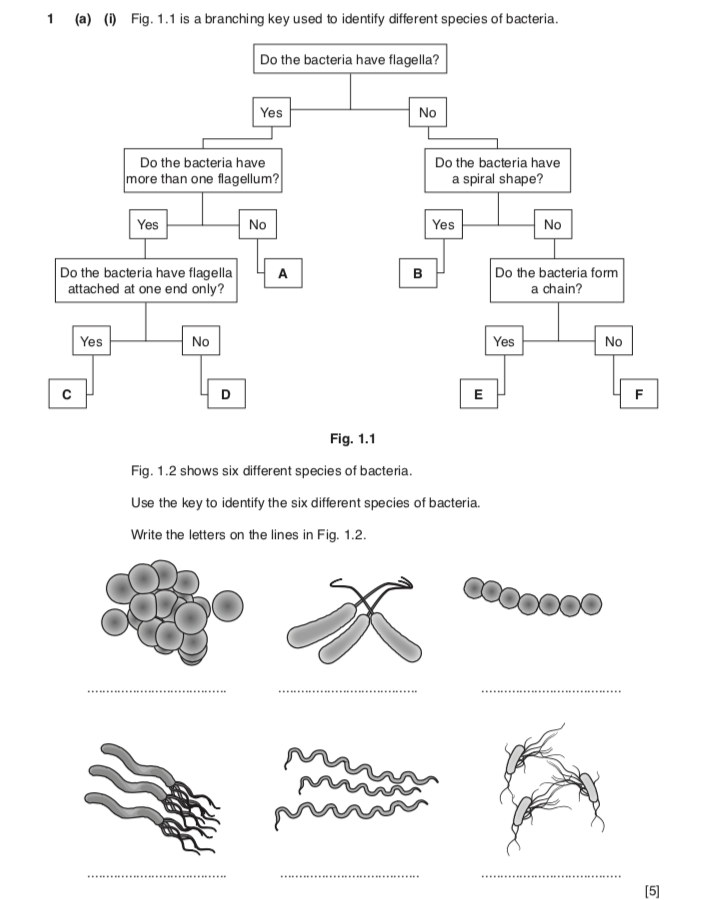 1 (a) (i) Fig. 1.1 is a branching key used to identify different species of bacteria.
Do the bacteria have flagella?
Yes
No
Do the bacteria have
more than one flagellum?
Do the bacteria have
a spiral shape?
Yes
No
Yes
No
Do the bacteria have flagella
attached at one end only?
A
B
Do the bacteria form
a chain?
Yes
No
Yes
No
C
D
E
F
Fig. 1.1
Fig. 1.2 shows six different species of bacteria.
Use the key to identify the six different species of bacteria.
Write the letters on the lines in Fig. 1.2.
[5]